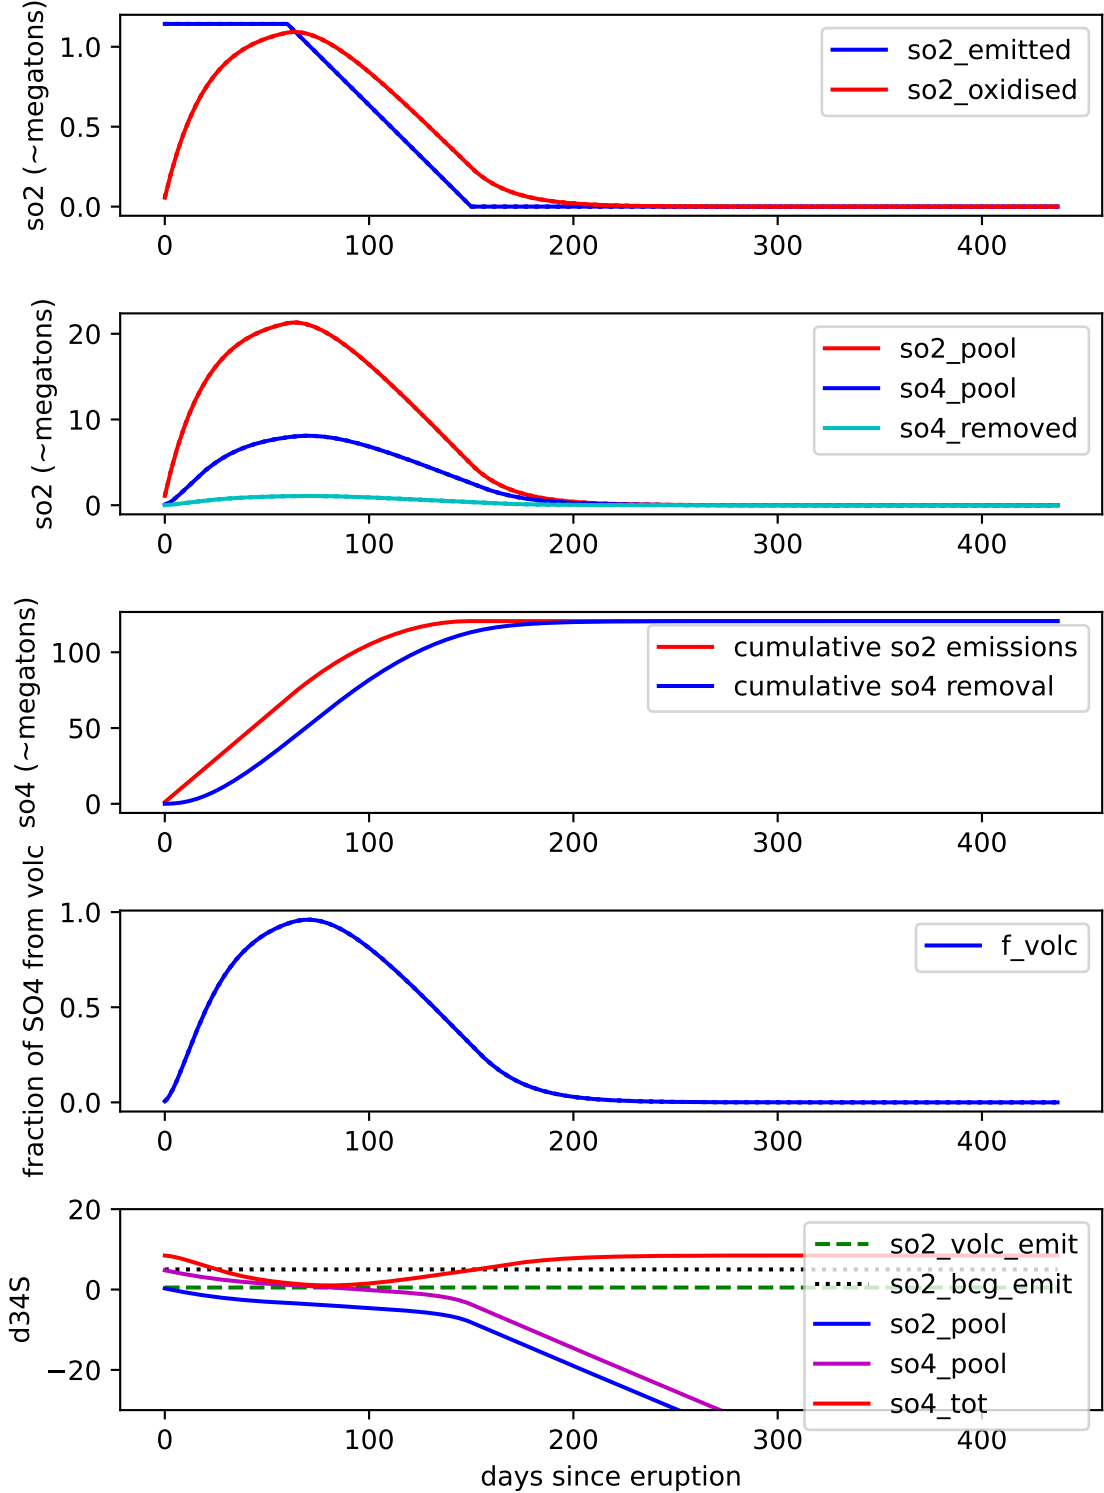 so2 (~megatons)
1.0
0.5
0.0
so2_emitted
so2_oxidised
0 100 200 300 400
so2 (~megatons)
20
10
0
so2_pool
so4_pool
so4_removed
0 100 200 300 400
so4 (~megatons)
100
50
0
cumulative so2 emissions
cumulative so4 removal
0 100 200 300 400
fraction of SO4 from volc
1.0
0.5
0.0
f_volc
0 100 200 300 400
d34S
20
0
−20
so2_volc_emit
so2_bcg_emit
so2_pool
so4_pool
so4_tot
0 100 200 300 400
days since eruption